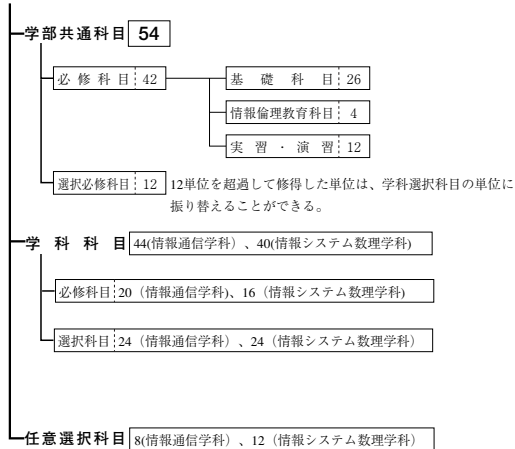 学部共通科目 54
必修科目 42
基礎科目 26
情報倫理教育科目 4
実習・演習 12
選択必修科目 12 12単位を超過して修得した単位は、学科選択科目の単位に
振り替えることができる。
学科科目 44(情報通信学科)、40(情報システム数理学科)
必修科目 20(情報通信学科)、16(情報システム数理学科)
選択科目 24(情報通信学科)、24(情報システム数理学科)
任意選択科目 8(情報通信学科)、12(情報システム数理学科)